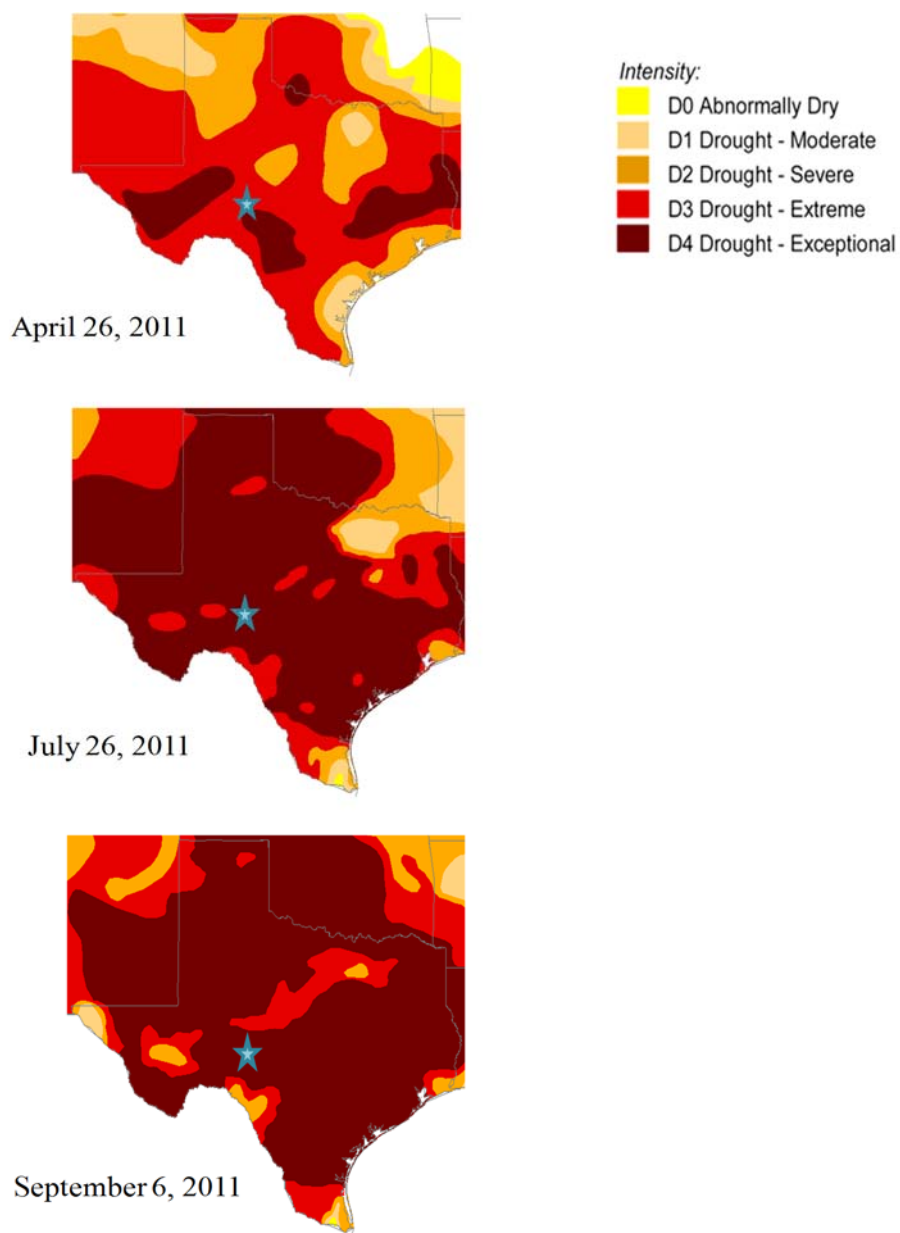 Intensity:
D0 Abnormally Dry
D1 Drought - Moderate
D2 Drought - Severe
D3 Drought - Extreme
D4 Drought - Exceptional
April 26, 2011
July 26, 2011
September 6, 2011